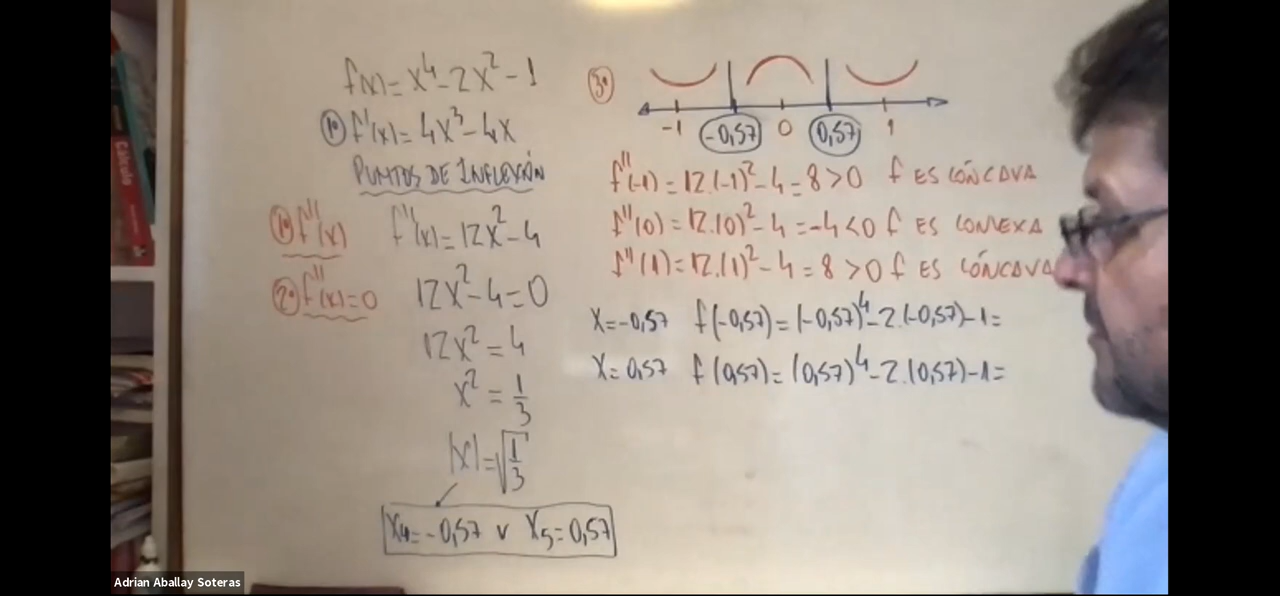 f(x)=x⁴-2x²-1
1º) f'(x)=4x³-4x
PUNTOS DE INFLEXIÓN
1º) f''(x) f''(x)=12x²-4
2º) f''(x)=0 12x²-4=0
12x²=4
x²=1/3
|x|=√(1/3)
x₄=-0,57 v x₅=0,57
3º)
-1 -0,57 0 0,57 1
f''(-1)=12.(-1)²-4=8>0 f ES CÓNCAVA
f''(0)=12.(0)²-4=-4<0 f ES CONVEXA
f''(1)=12.(1)²-4=8>0 f ES CÓNCAVA
x=-0,57 f(-0,57)=(-0,57)⁴-2.(-0,57)-1=
x=0,57 f(0,57)=(0,57)⁴-2.(0,57)-1=
Cálculo
Adrian Aballay Soteras